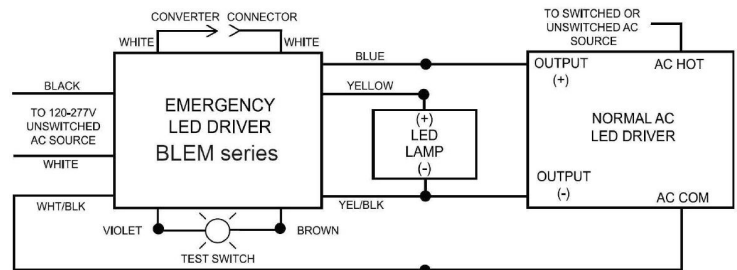 CONVERTER CONNECTOR
WHITE WHITE
BLACK
TO 120-277V
UNSWITCHED
AC SOURCE
WHITE
WHT/BLK
EMERGENCY
LED DRIVER
BLEM series
VIOLET BROWN
TEST SWITCH
BLUE
YELLOW
(+)
LED
LAMP
(-)
YEL/BLK
TO SWITCHED OR
UNSWITCHED AC
SOURCE
OUTPUT AC HOT
(+)
NORMAL AC
LED DRIVER
OUTPUT
(-) AC COM